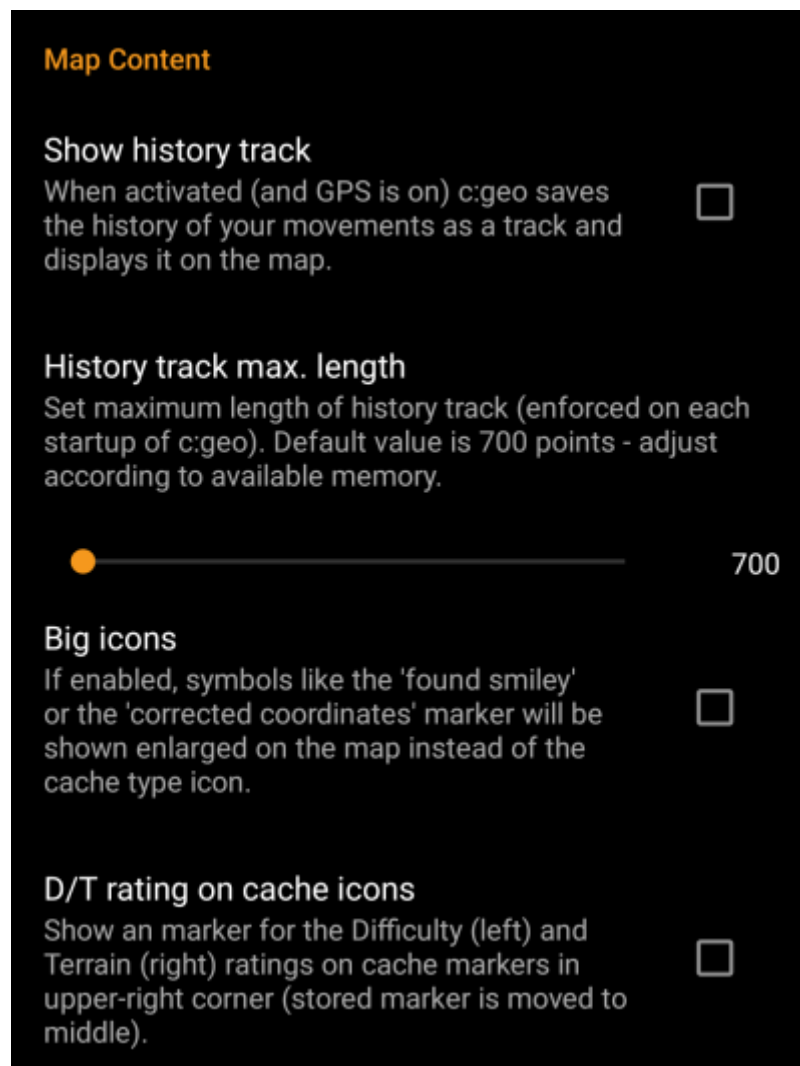 Map Content
Show history track
When activated (and GPS is on) c:geo saves
the history of your movements as a track and
displays it on the map.
History track max. length
Set maximum length of history track (enforced on each
startup of c:geo). Default value is 700 points - adjust
according to available memory.
700
Big icons
If enabled, symbols like the 'found smiley'
or the 'corrected coordinates' marker will be
shown enlarged on the map instead of the
cache type icon.
D/T rating on cache icons
Show an marker for the Difficulty (left) and
Terrain (right) ratings on cache markers in
upper-right corner (stored marker is moved to
middle).